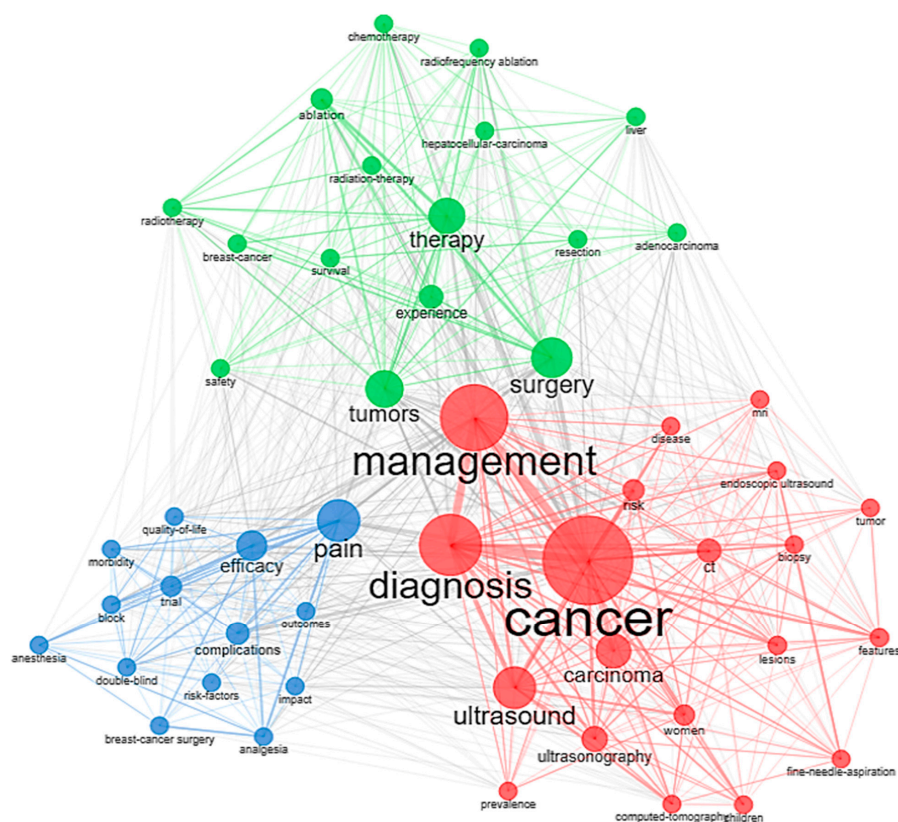 chemotherapy
radiofrequency ablation
ablation
liver
hepatocellular-carcinoma
radiation-therapy
radiotherapy
therapy
breast-cancer
survival
resection
adenocarcinoma
experience
safety
tumors
surgery
mri
disease
management
endoscopic ultrasound
risk
tumor
quality-of-life
pain
efficacy
morbidity
diagnosis
ct
biopsy
trial
block
cancer
outcomes
anesthesia
complications
double-blind
risk-factors
impact
carcinoma
lesions
features
ultrasound
breast-cancer surgery
analgesia
women
ultrasonography
fine-needle-aspiration
prevalence
computed-tomography
children